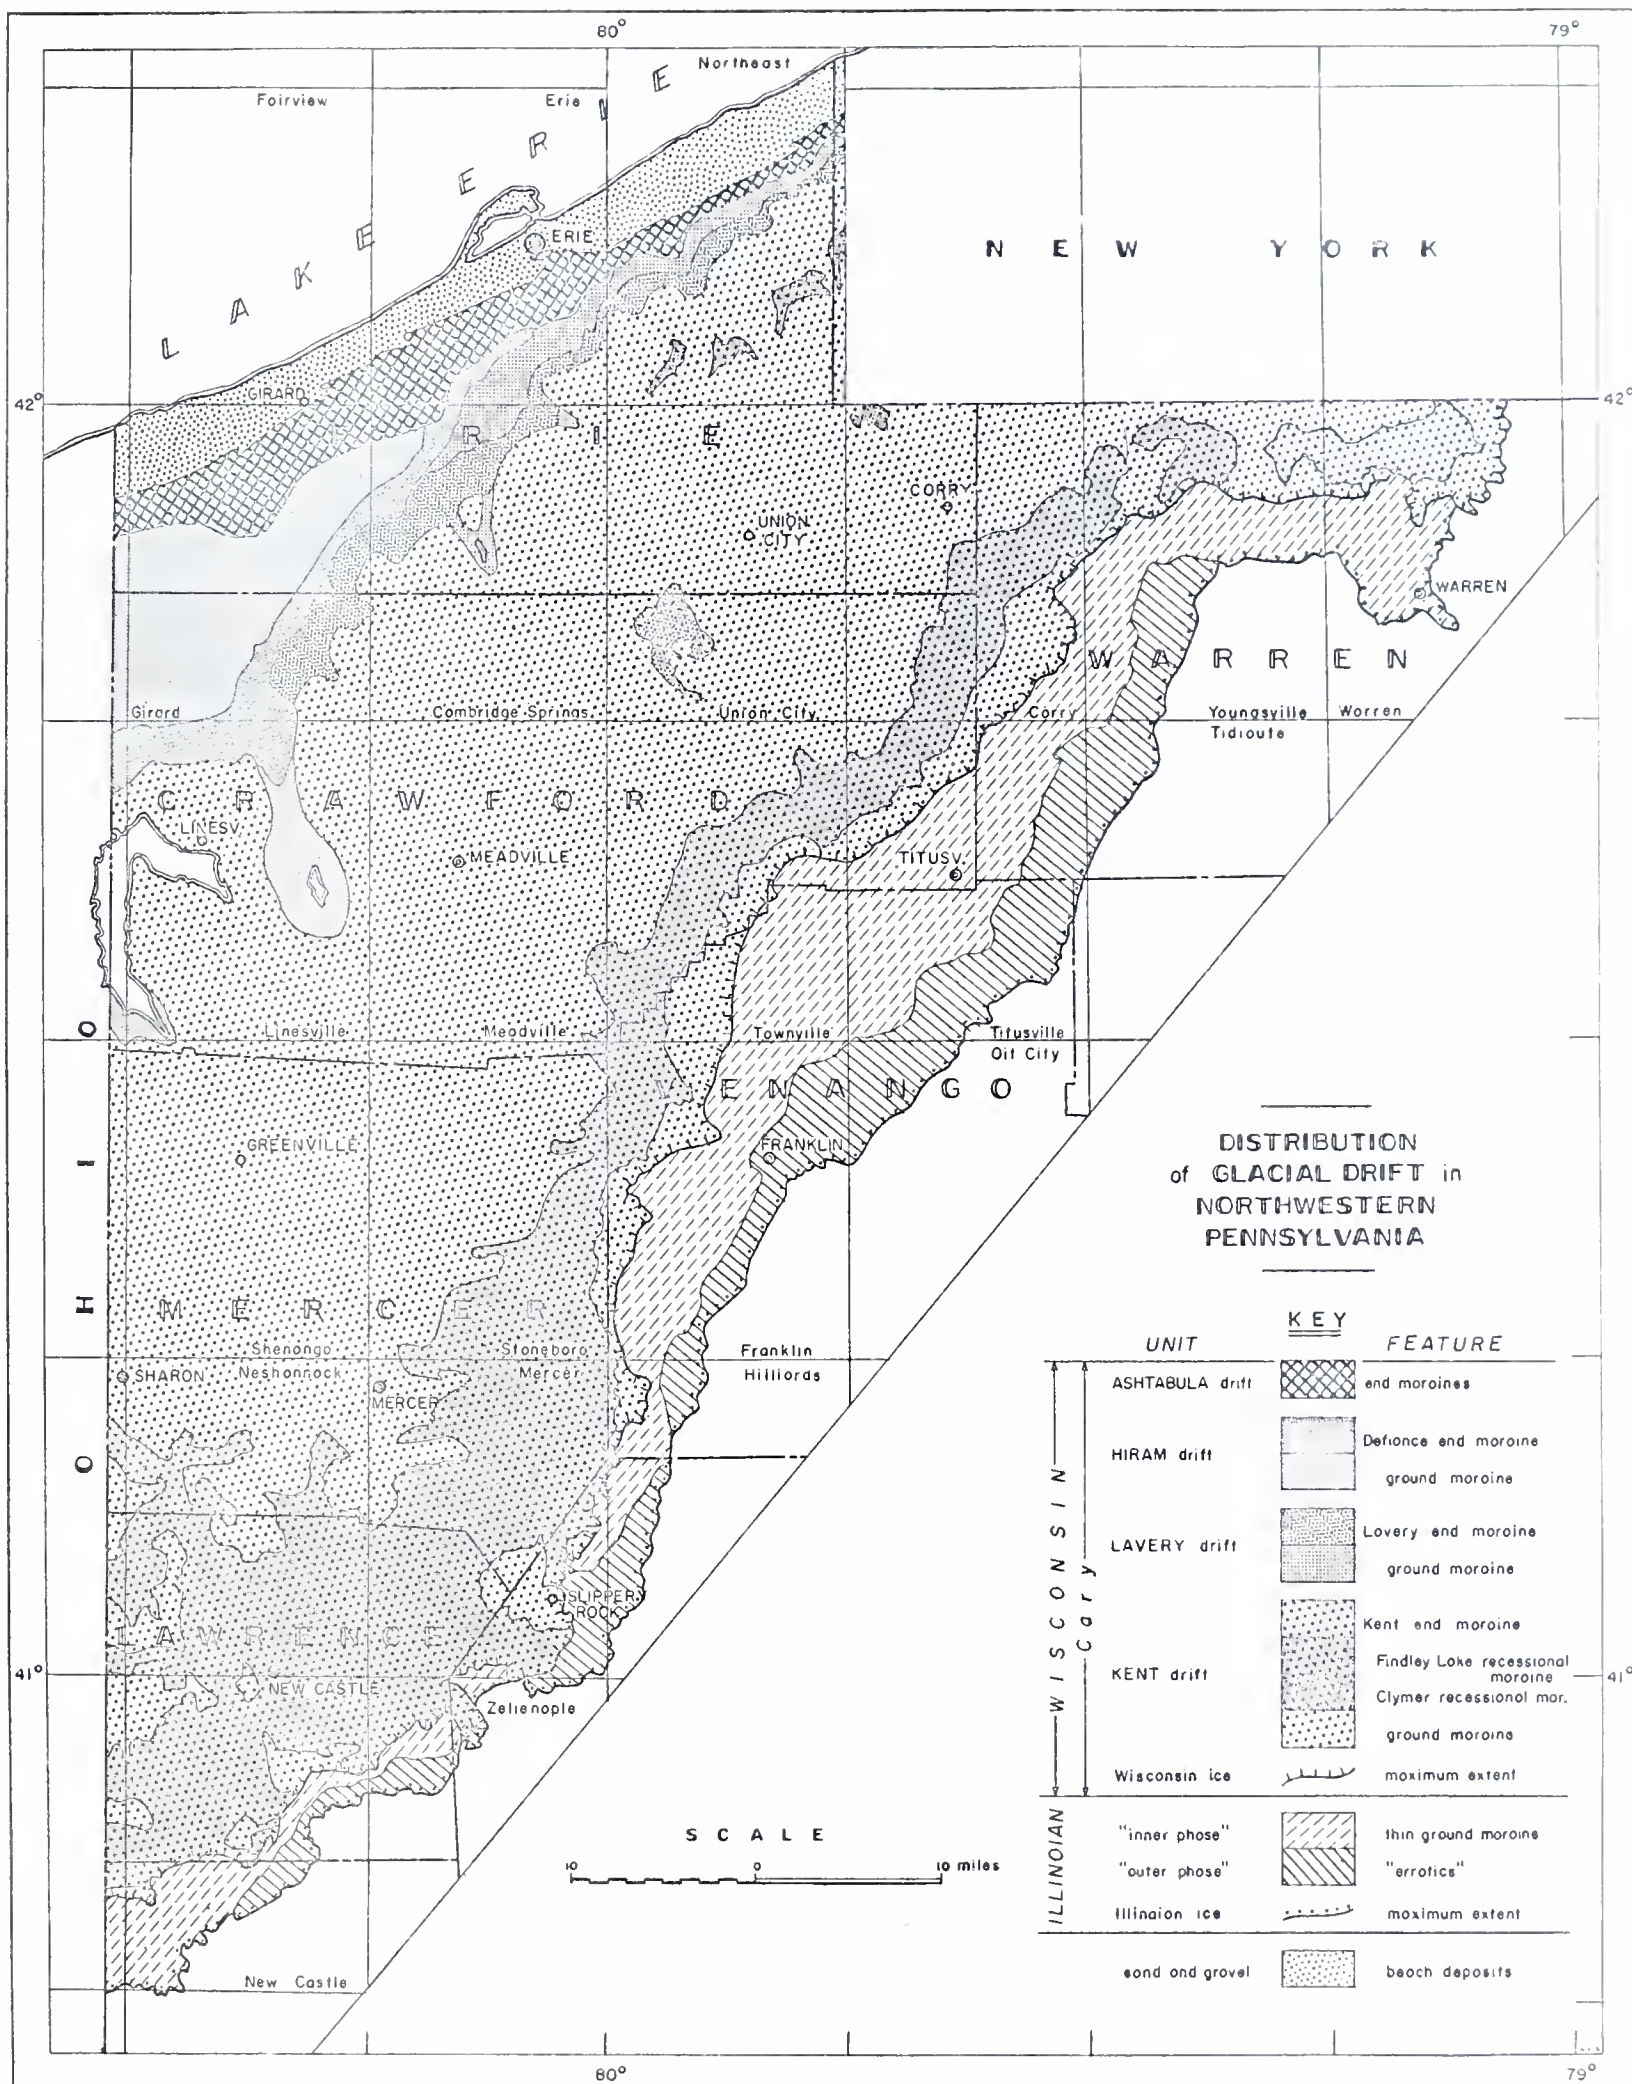 80°
79°
Northeast
Fairview
Erie
LAKE ERIE
ERIE
NEW YORK
GIRARD
42°
42°
ERIE
CORRY
UNION
CITY
WARREN
WARREN
Girard
Cambridge Springs
Union City
Corry
Youngsville
Warren
Tidioute
CRAWFORD
LINESV.
MEADVILLE
TITUSV.
Linesville
Meadville
Townville
Titusville
Oil City
VENANGO
GREENVILLE
FRANKLIN
DISTRIBUTION
of GLACIAL DRIFT in
NORTHWESTERN
PENNSYLVANIA
OHIO
MERCER
Shenango
Stoneboro
Franklin
SHARON
Neshonnock
Mercer
Hilliards
MERCER
KEY
UNIT
FEATURE
ASHTABULA drift
end moraines
HIRAM drift
Defiance end moraine
ground moraine
LAVERY drift
Lavery end moraine
ground moraine
KENT drift
Kent end moraine
Findley Lake recessional
moraine
Clymer recessional mor.
ground moraine
Wisconsin ice
maximum extent
WISCONSIN
Cary
ILLINOIAN
"inner phase"
thin ground moraine
"outer phase"
"erratics"
Illinoian ice
maximum extent
sand and gravel
beach deposits
SLIPPERY
ROCK
LAWRENCE
41°
41°
NEW CASTLE
Zelienople
SCALE
10 0 10 miles
New Castle
80°
79°